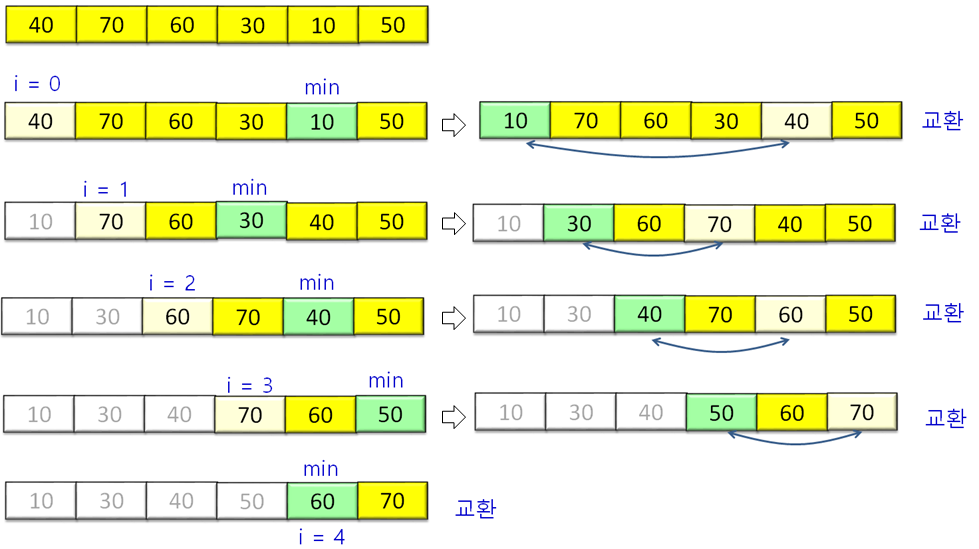 40 70 60 30 10 50
i = 0 min
40 70 60 30 10 50 10 70 60 30 40 50 교환
i = 1 min
10 70 60 30 40 50 10 30 60 70 40 50 교환
i = 2 min
10 30 60 70 40 50 10 30 40 70 60 50 교환
i = 3 min
10 30 40 70 60 50 10 30 40 50 60 70 교환
min
10 30 40 50 60 70 교환
i = 4